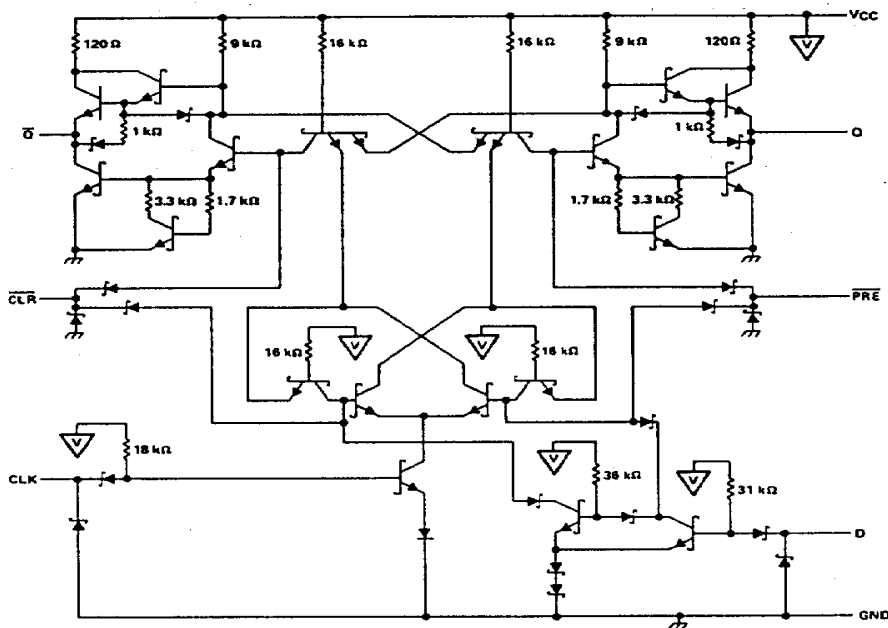 VCC
120 Ω 9 kΩ 16 kΩ 16 kΩ 9 kΩ 120 Ω
V
1 kΩ 1 kΩ
Q̅ Q
3.3 kΩ 1.7 kΩ 1.7 kΩ 3.3 kΩ
C̅L̅R̅ P̅R̅E̅
V V
16 kΩ 16 kΩ
V 18 kΩ
V 36 kΩ V 31 kΩ
CLK
D
GND